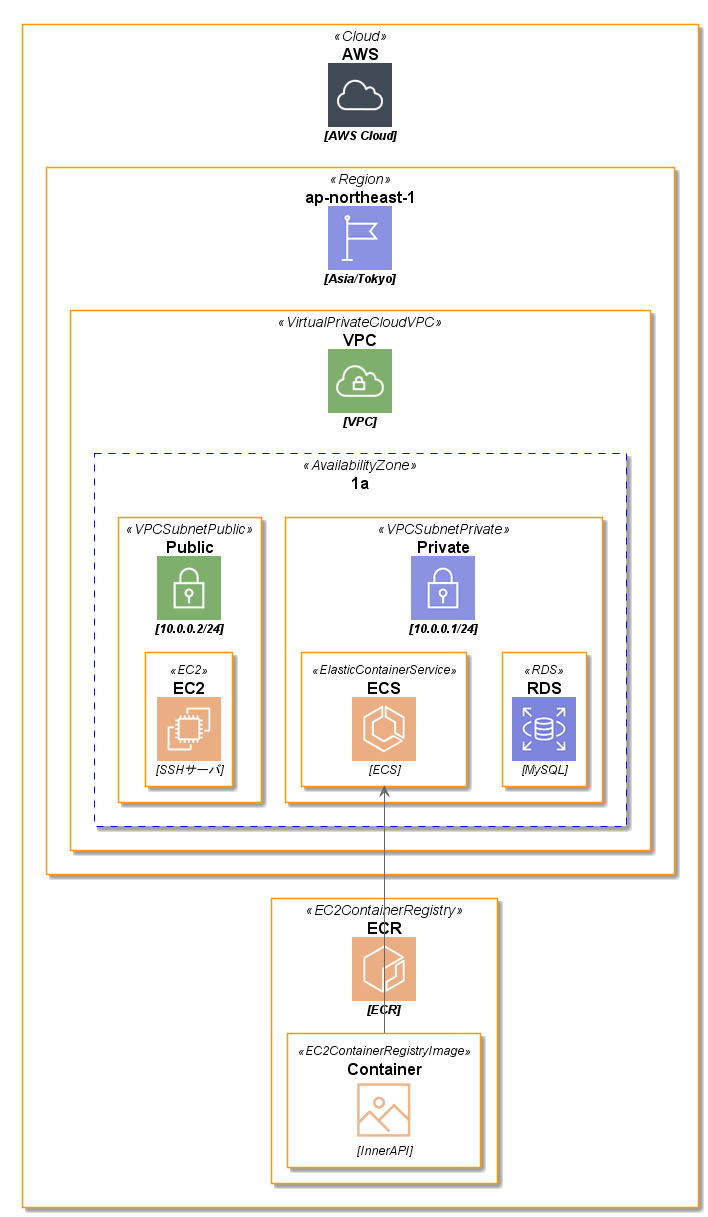 «Cloud»
AWS
[AWS Cloud]
«Region»
ap-northeast-1
[Asia/Tokyo]
«VirtualPrivateCloudVPC»
VPC
[VPC]
«AvailabilityZone»
1a
«VPCSubnetPublic»
Public
[10.0.0.2/24]
«EC2»
EC2
[SSHサーバ]
«VPCSubnetPrivate»
Private
[10.0.0.1/24]
«ElasticContainerService»
ECS
[ECS]
«RDS»
RDS
[MySQL]
«EC2ContainerRegistry»
ECR
[ECR]
«EC2ContainerRegistryImage»
Container
[InnerAPI]